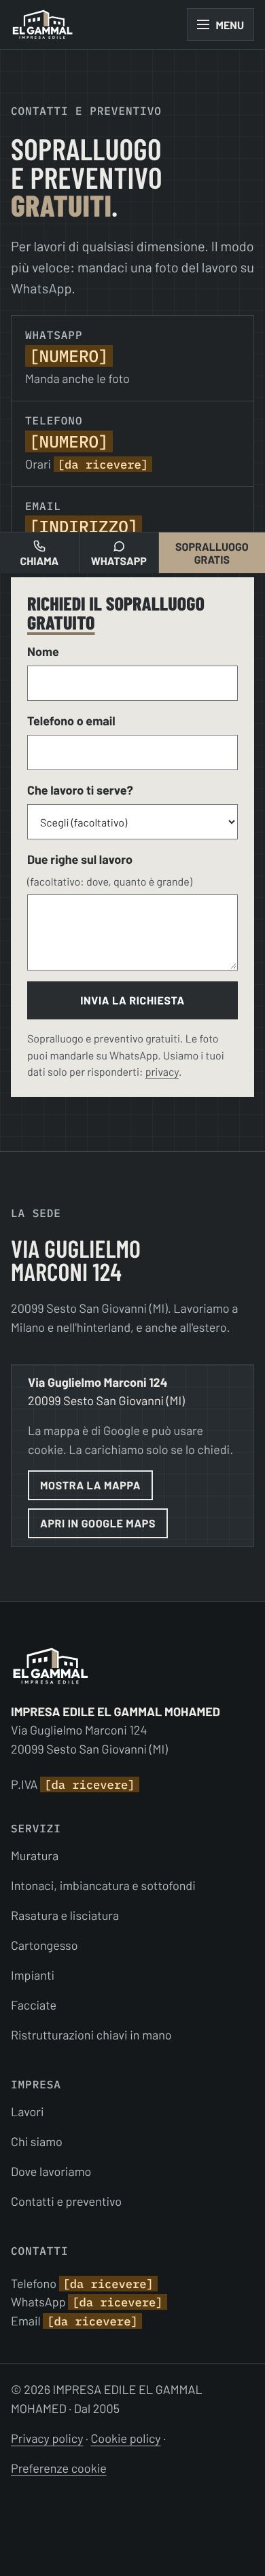 EL GAMMAL
IMPRESA EDILE
MENU
CONTATTI E PREVENTIVO
SOPRALLUOGO
E PREVENTIVO
GRATUITI.
Per lavori di qualsiasi dimensione. Il modo
più veloce: mandaci una foto del lavoro su
WhatsApp.
WHATSAPP
[NUMERO]
Manda anche le foto
TELEFONO
[NUMERO]
Orari [da ricevere]
EMAIL
[INDIRIZZO]
CHIAMA
WHATSAPP
SOPRALLUOGO
GRATIS
RICHIEDI IL SOPRALLUOGO
GRATUITO
Nome
Telefono o email
Che lavoro ti serve?
Scegli (facoltativo)
Due righe sul lavoro
(facoltativo: dove, quanto è grande)
INVIA LA RICHIESTA
Sopralluogo e preventivo gratuiti. Le foto
puoi mandarle su WhatsApp. Usiamo i tuoi
dati solo per risponderti: privacy.
LA SEDE
VIA GUGLIELMO
MARCONI 124
20099 Sesto San Giovanni (MI). Lavoriamo a
Milano e nell'hinterland, e anche all'estero.
Via Guglielmo Marconi 124
20099 Sesto San Giovanni (MI)
La mappa è di Google e può usare
cookie. La carichiamo solo se lo chiedi.
MOSTRA LA MAPPA
APRI IN GOOGLE MAPS
EL GAMMAL
IMPRESA EDILE
IMPRESA EDILE EL GAMMAL MOHAMED
Via Guglielmo Marconi 124
20099 Sesto San Giovanni (MI)
P.IVA [da ricevere]
SERVIZI
Muratura
Intonaci, imbiancatura e sottofondi
Rasatura e lisciatura
Cartongesso
Impianti
Facciate
Ristrutturazioni chiavi in mano
IMPRESA
Lavori
Chi siamo
Dove lavoriamo
Contatti e preventivo
CONTATTI
Telefono [da ricevere]
WhatsApp [da ricevere]
Email [da ricevere]
© 2026 IMPRESA EDILE EL GAMMAL
MOHAMED · Dal 2005
Privacy policy · Cookie policy ·
Preferenze cookie